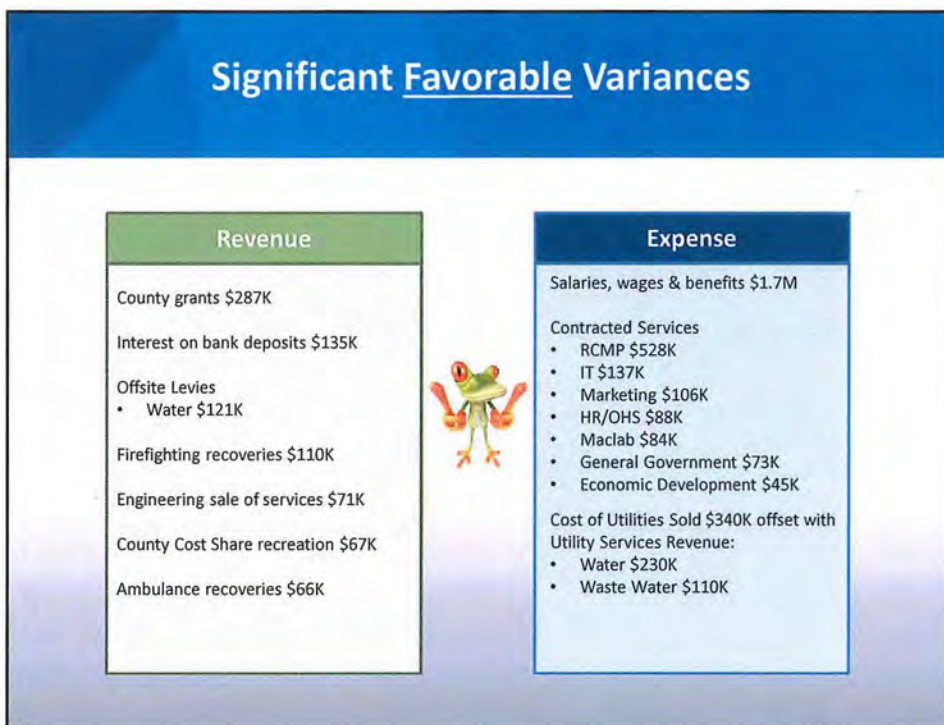 Significant Favorable Variances
Revenue
County grants $287K
Interest on bank deposits $135K
Offsite Levies
• Water $121K
Firefighting recoveries $110K
Engineering sale of services $71K
County Cost Share recreation $67K
Ambulance recoveries $66K
Expense
Salaries, wages & benefits $1.7M
Contracted Services
• RCMP $528K
• IT $137K
• Marketing $106K
• HR/OHS $88K
• Maclab $84K
• General Government $73K
• Economic Development $45K
Cost of Utilities Sold $340K offset with
Utility Services Revenue:
• Water $230K
• Waste Water $110K